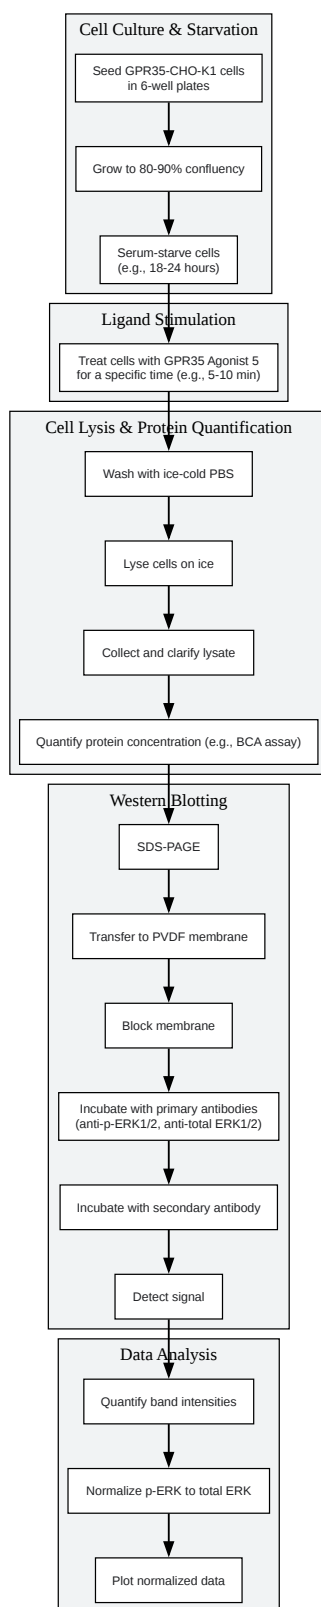 Cell Culture & Starvation
Seed GPR35-CHO-K1 cells
in 6-well plates
Grow to 80-90% confluency
Serum-starve cells
(e.g., 18-24 hours)
Ligand Stimulation
Treat cells with GPR35 Agonist 5
for a specific time (e.g., 5-10 min)
Cell Lysis & Protein Quantification
Wash with ice-cold PBS
Lyse cells on ice
Collect and clarify lysate
Quantify protein concentration (e.g., BCA assay)
Western Blotting
SDS-PAGE
Transfer to PVDF membrane
Block membrane
Incubate with primary antibodies
(anti-p-ERK1/2, anti-total ERK1/2)
Incubate with secondary antibody
Detect signal
Data Analysis
Quantify band intensities
Normalize p-ERK to total ERK
Plot normalized data